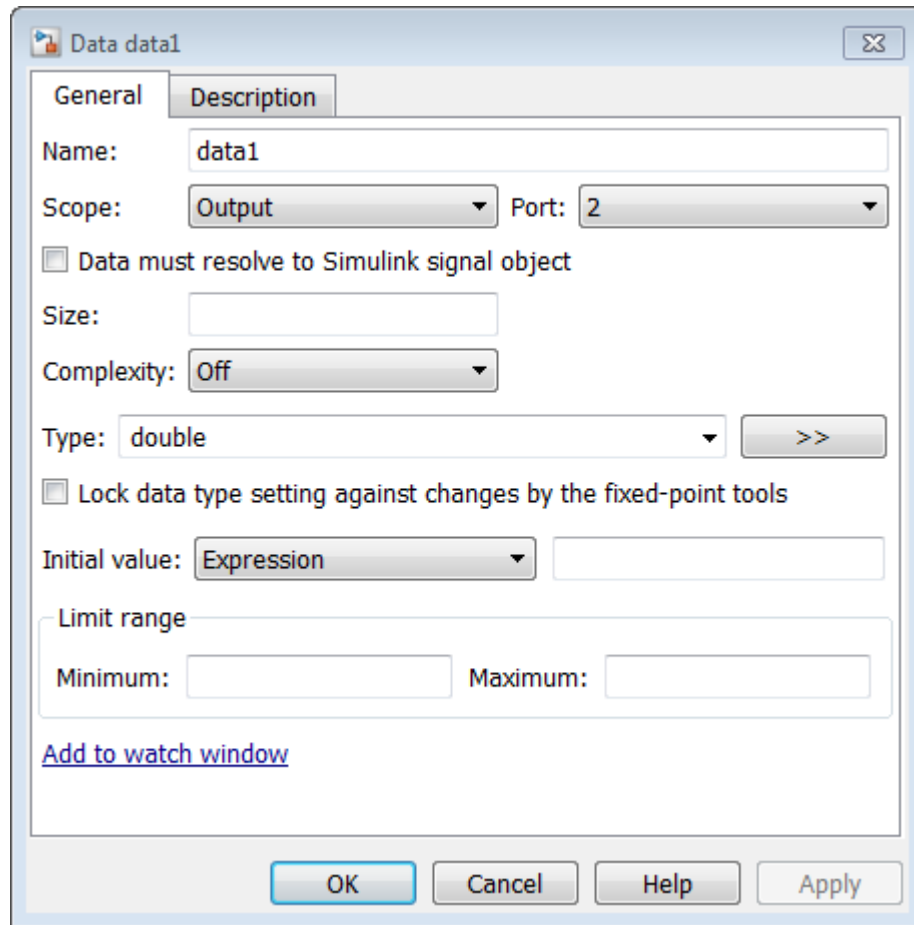 Data data1
General Description
Name: data1
Scope: Output Port: 2
Data must resolve to Simulink signal object
Size:
Complexity: Off
Type: double >>
Lock data type setting against changes by the fixed-point tools
Initial value: Expression
Limit range
Minimum: Maximum:
Add to watch window
OK Cancel Help Apply